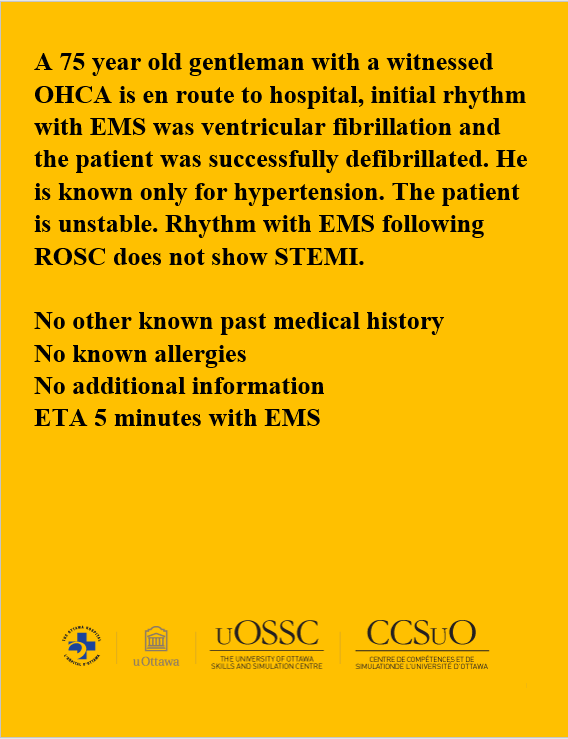 A 75 year old gentleman with a witnessed
OHCA is en route to hospital, initial rhythm
with EMS was ventricular fibrillation and
the patient was successfully defibrillated. He
is known only for hypertension. The patient
is unstable. Rhythm with EMS following
ROSC does not show STEMI.
No other known past medical history
No known allergies
No additional information
ETA 5 minutes with EMS
THE OTTAWA HOSPITAL
L'HOPITAL D'OTTAWA
uOttawa
uOSSC
THE UNIVERSITY OF OTTAWA
SKILLS AND SIMULATION CENTRE
CCSuO
CENTRE DE COMPÉTENCES ET DE
SIMULATIONDE L'UNIVERSITÉ D'OTTAWA